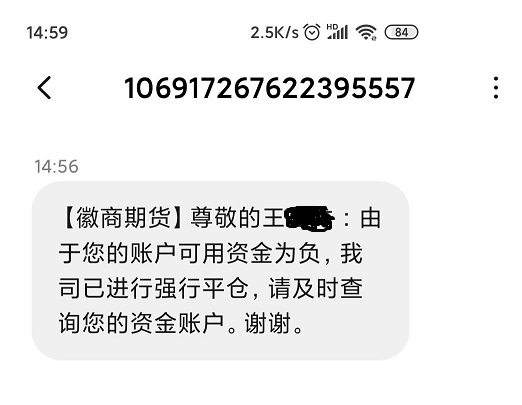 14:59 2.5K/s HD 84
106917267622395557
14:56
【徽商期货】尊敬的王 ：由
于您的账户可用资金为负，我
司已进行强行平仓，请及时查
询您的资金账户。谢谢。